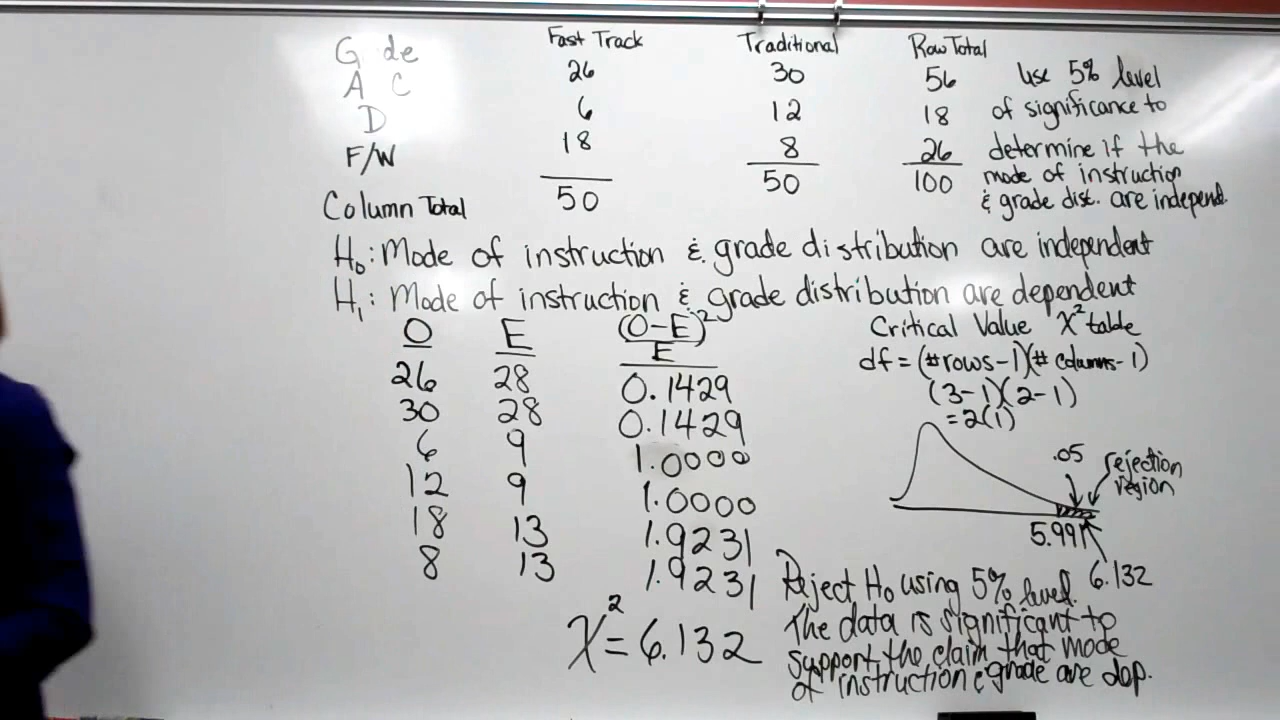 G de Fast Track Traditional Row Total
A C 26 30 56
D 6 12 18
F/W 18 8 26
Column Total 50 50 100
Use 5% level
of significance to
determine if the
mode of instruction
& grade dist. are independ.
H₀: Mode of instruction & grade distribution are independent
H₁: Mode of instruction & grade distribution are dependent
O E (O-E)²/E
26 28 0.1429
30 28 0.1429
6 9 1.0000
12 9 1.0000
18 13 1.9231
8 13 1.9231
X² = 6.132
Critical Value X² table
df = (#rows-1)(# columns-1)
(3-1)(2-1)
=2(1)
.05
rejection
region
5.991
6.132
Reject H₀ using 5% level.
The data is significant to
support the claim that mode
of instruction & grade are dep.